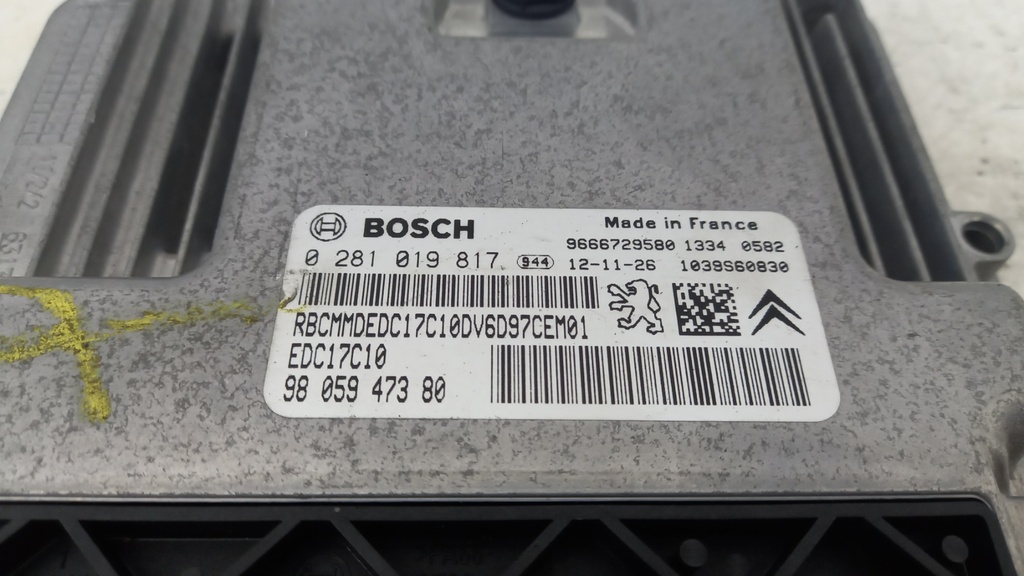 BOSCH
Made in France
9666729580 1334 0582
0 281 019 817 944 12-11-26 1039S60830
RBCMMDEDC17C10DV6D97CEM01
EDC17C10
98 059 473 80